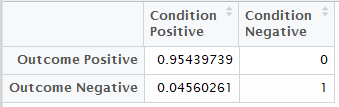 Condition Positive Condition Negative
Outcome Positive 0.95439739 0
Outcome Negative 0.04560261 1